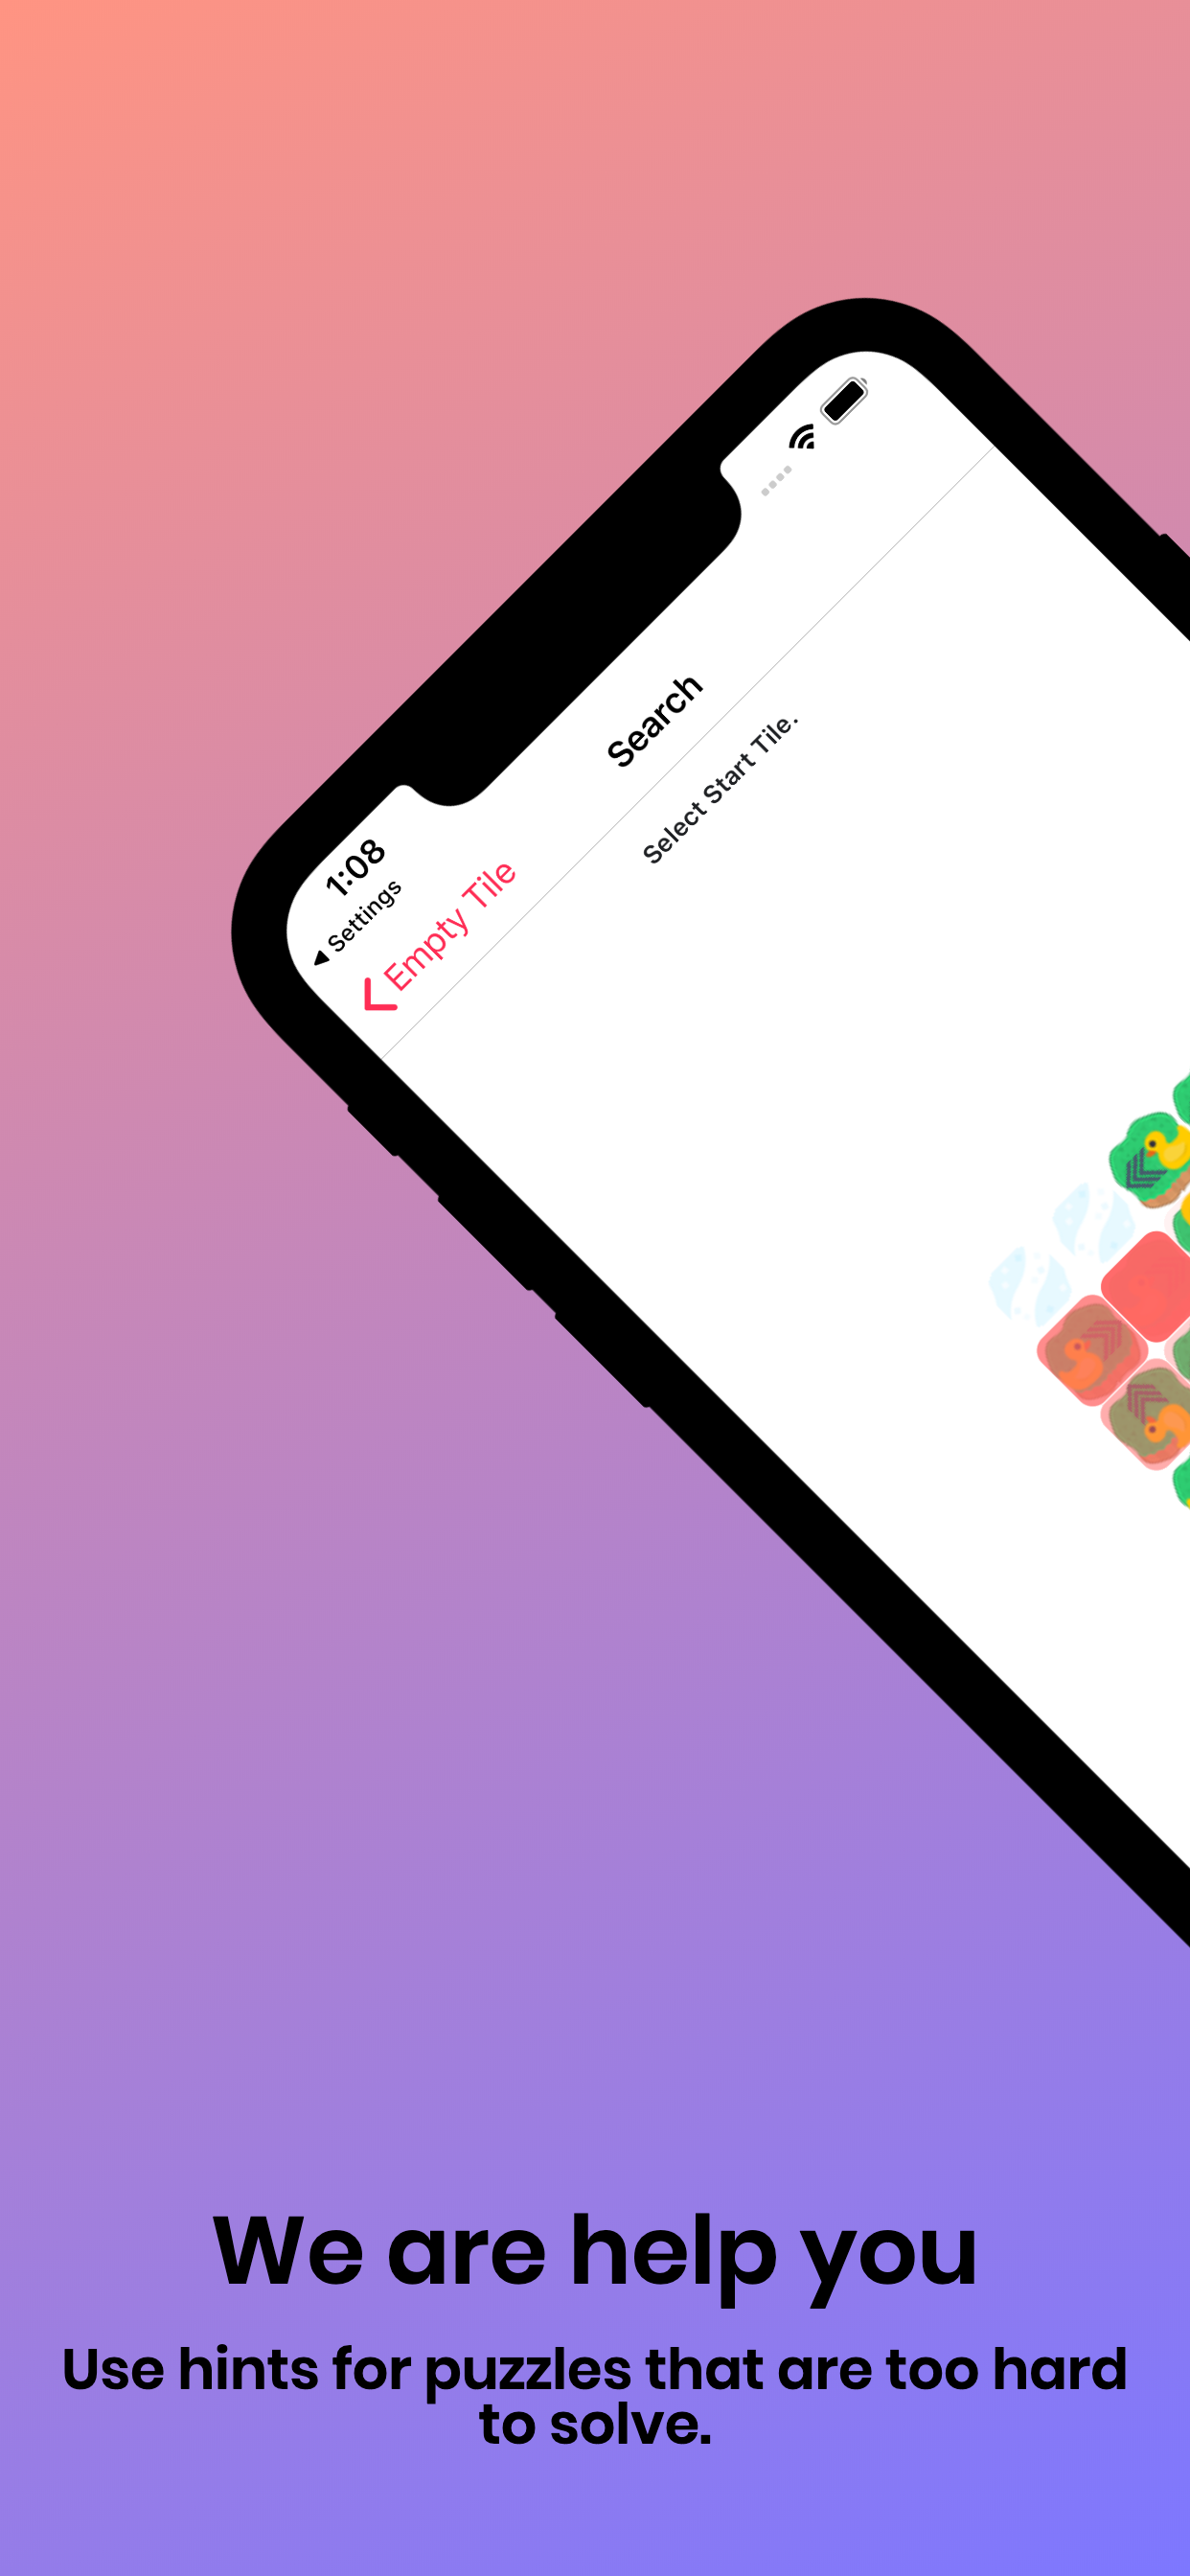 1:08
Settings
Empty Tile
Search
Select Start Tile.
We are help you
Use hints for puzzles that are too hard
to solve.